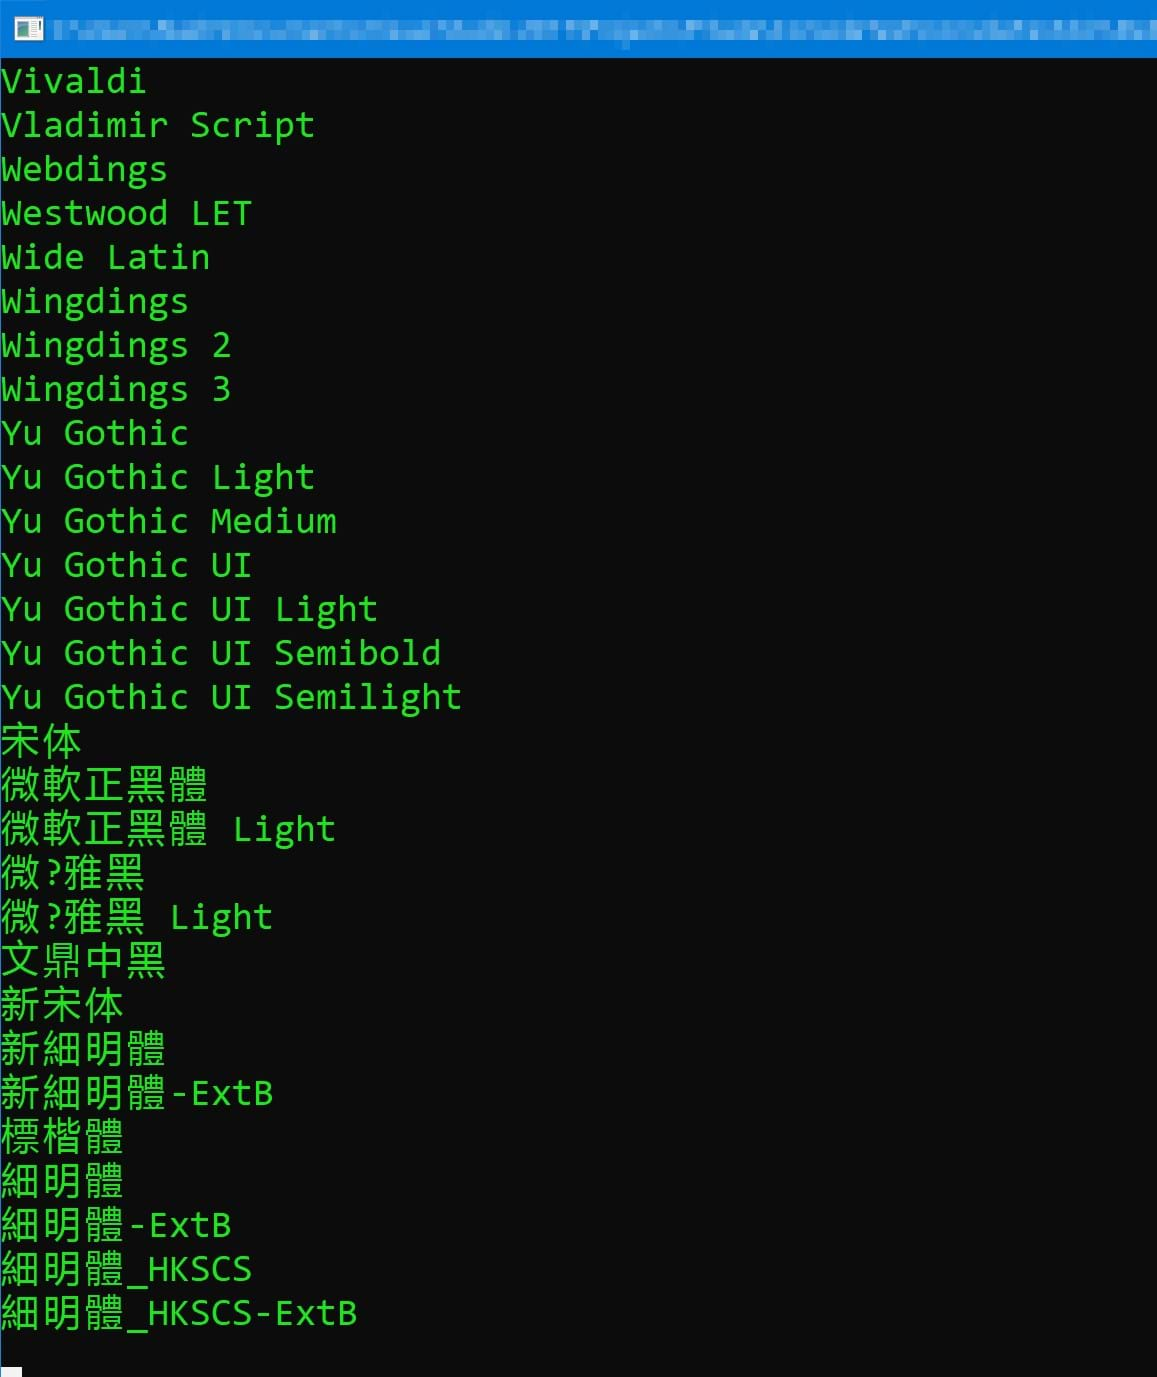 Vivaldi
Vladimir Script
Webdings
Westwood LET
Wide Latin
Wingdings
Wingdings 2
Wingdings 3
Yu Gothic
Yu Gothic Light
Yu Gothic Medium
Yu Gothic UI
Yu Gothic UI Light
Yu Gothic UI Semibold
Yu Gothic UI Semilight
宋体
微軟正黑體
微軟正黑體 Light
微?雅黑
微?雅黑 Light
文鼎中黑
新宋体
新細明體
新細明體-ExtB
標楷體
細明體
細明體-ExtB
細明體_HKSCS
細明體_HKSCS-ExtB